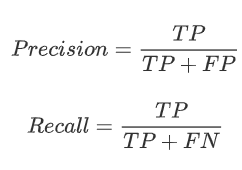 Precision = TP / TP + FP
Recall = TP / TP + FN